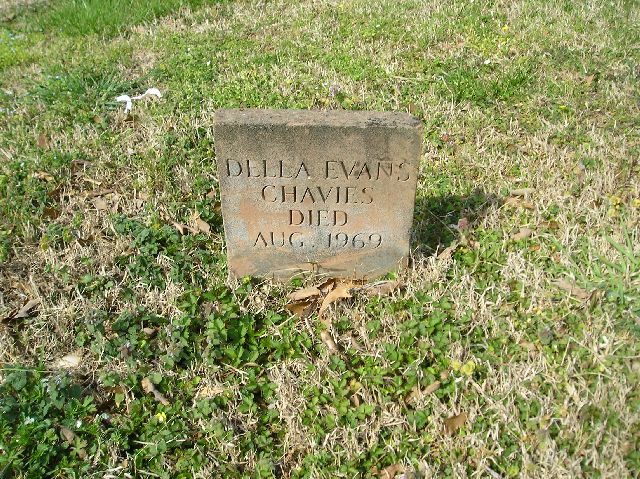 DELLA EVANS
CHAVIES
DIED
AUG. 1969